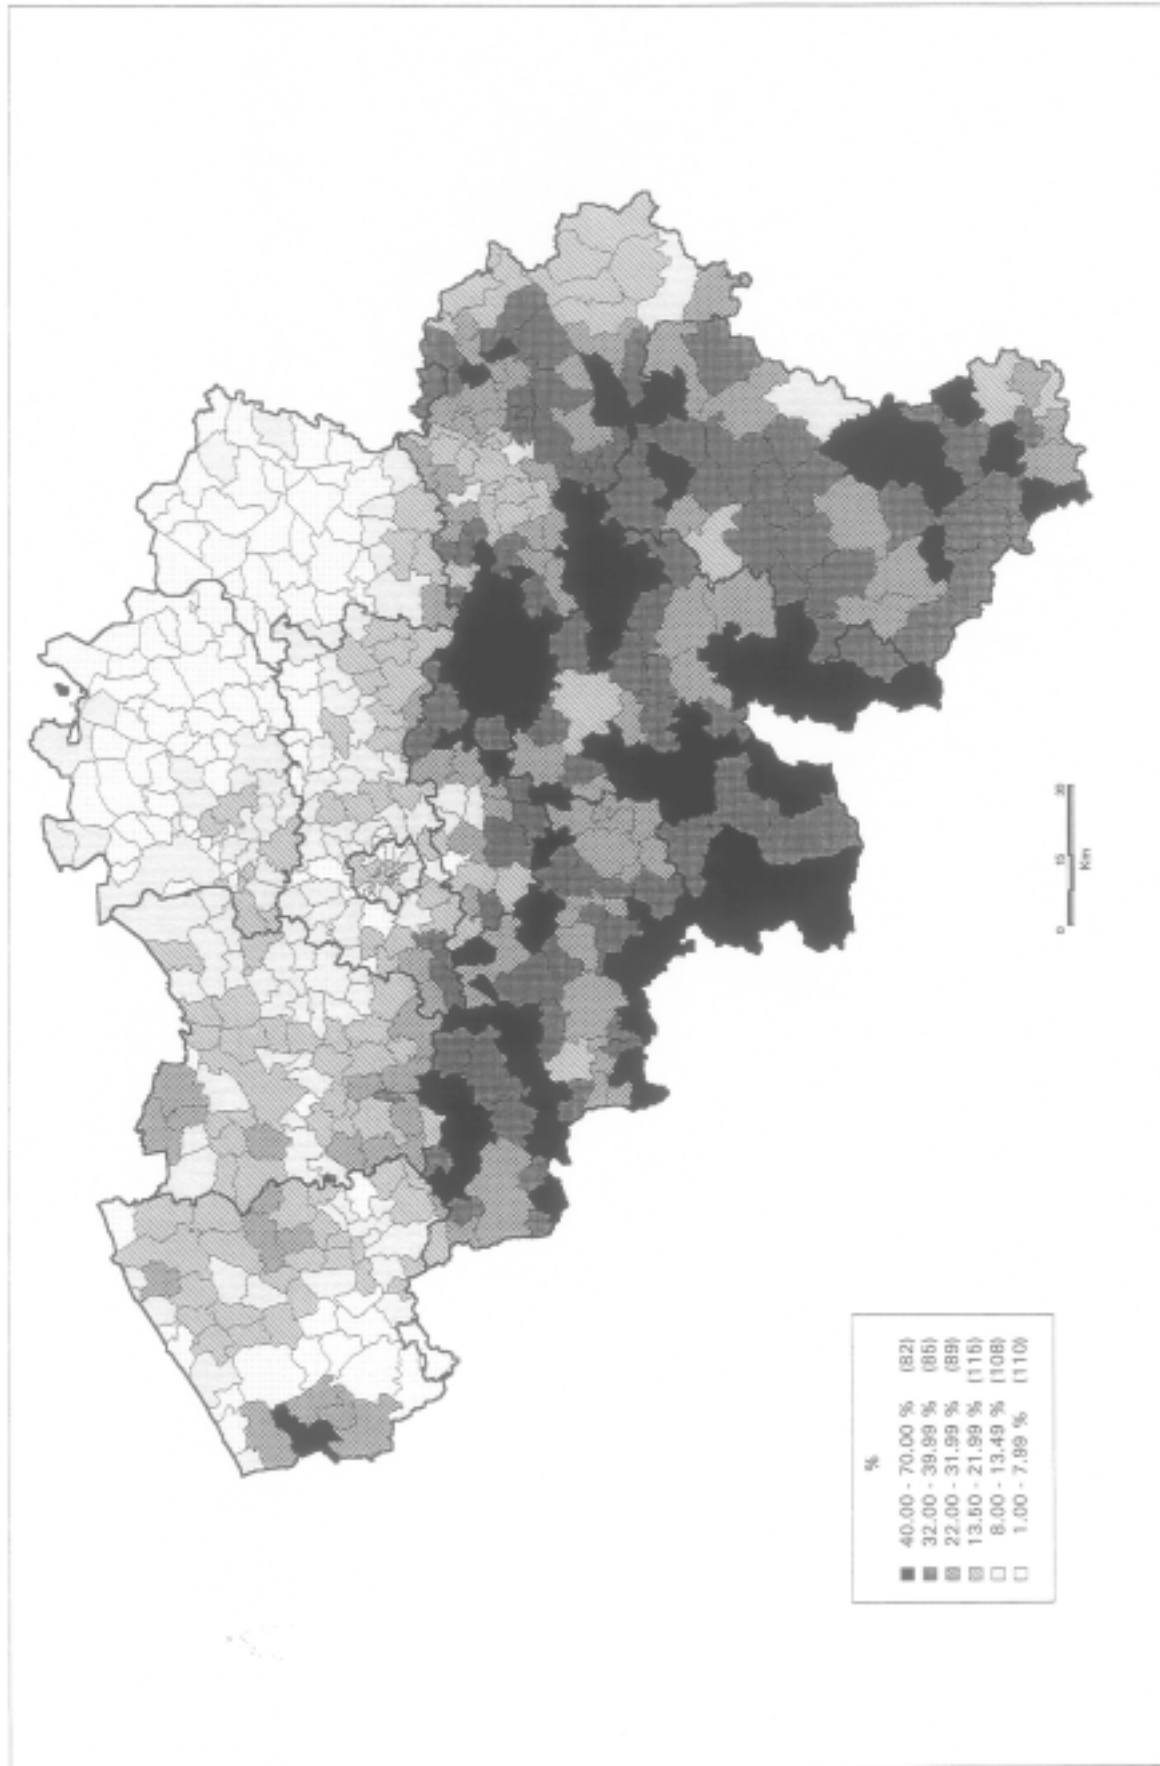 %
40.00 - 70.00 % (82)
32.00 - 39.99 % (85)
22.00 - 31.99 % (89)
13.50 - 21.99 % (115)
8.00 - 13.49 % (108)
1.00 - 7.99 % (110)
0 15 30
Km